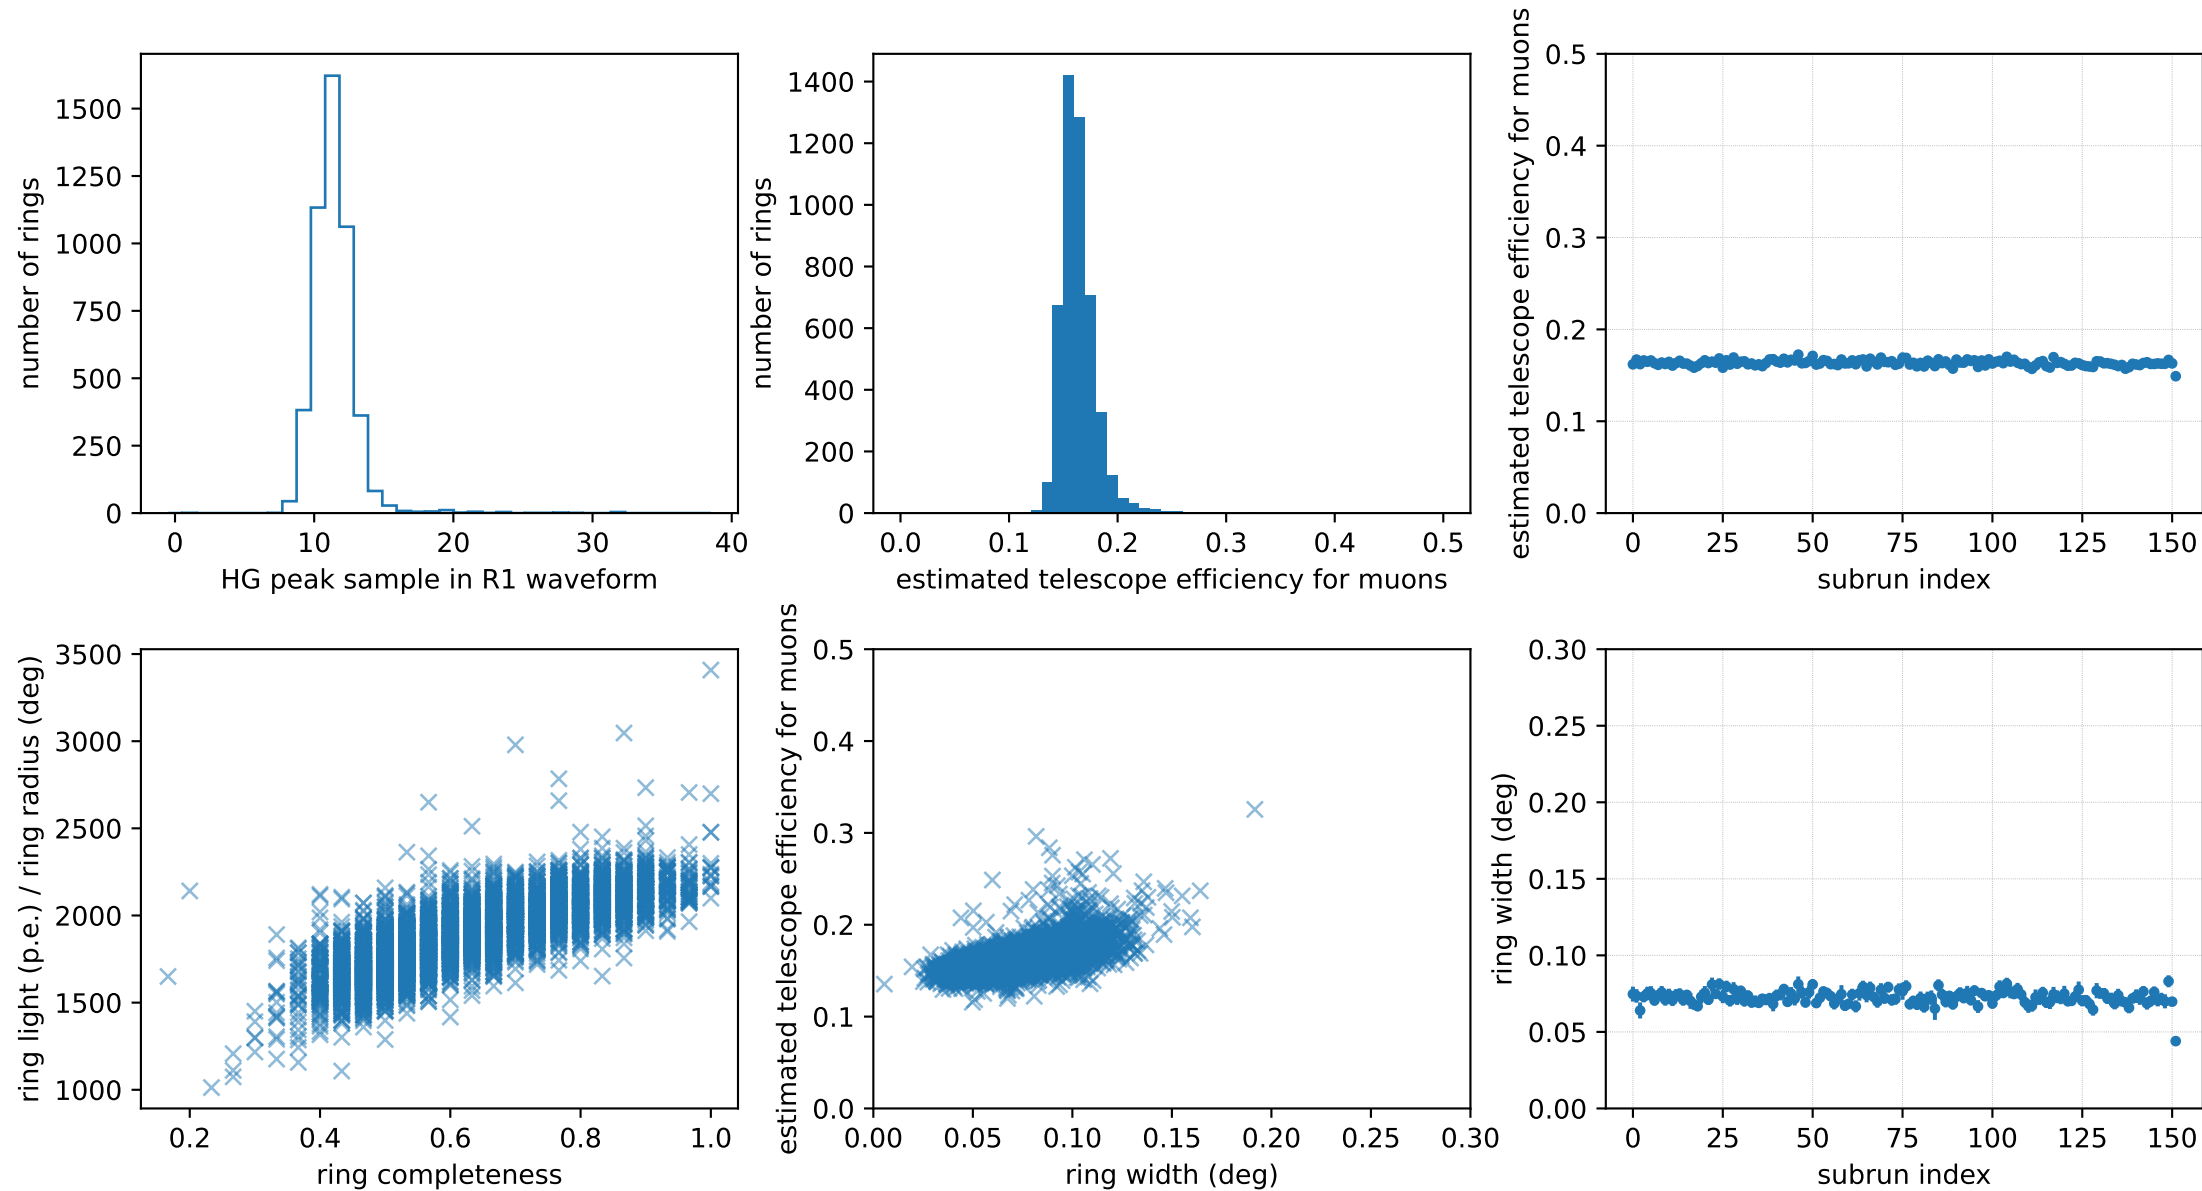 number of rings
1500
1250
1000
750
500
250
0
0 10 20 30 40
HG peak sample in R1 waveform
number of rings
1400
1200
1000
800
600
400
200
0
0.0 0.1 0.2 0.3 0.4 0.5
estimated telescope efficiency for muons
estimated telescope efficiency for muons
0.5
0.4
0.3
0.2
0.1
0.0
0 25 50 75 100 125 150
subrun index
ring light (p.e.) / ring radius (deg)
3500
3000
2500
2000
1500
1000
0.2 0.4 0.6 0.8 1.0
ring completeness
estimated telescope efficiency for muons
0.5
0.4
0.3
0.2
0.1
0.0
0.00 0.05 0.10 0.15 0.20 0.25 0.30
ring width (deg)
ring width (deg)
0.30
0.25
0.20
0.15
0.10
0.05
0.00
0 25 50 75 100 125 150
subrun index